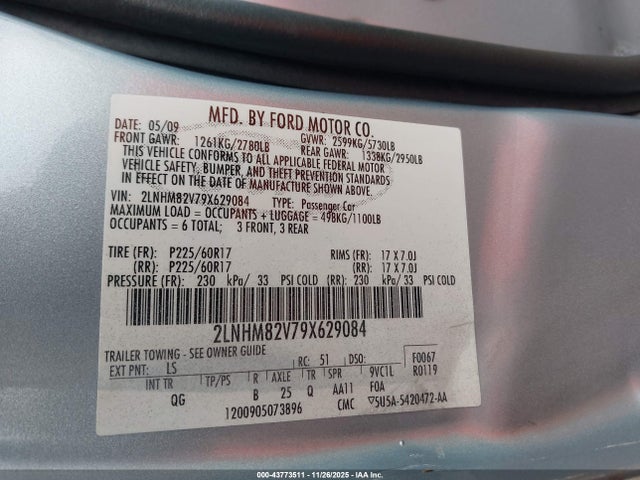 MFD. BY FORD MOTOR CO.
DATE: 05/09 GVWR: 2599KG/5730LB
FRONT GAWR: 1261KG/2780LB REAR GAWR: 1338KG/2950LB
THIS VEHICLE CONFORMS TO ALL APPLICABLE FEDERAL MOTOR
VEHICLE SAFETY, BUMPER, AND THEFT PREVENTION STANDARDS
IN EFFECT ON THE DATE OF MANUFACTURE SHOWN ABOVE.
VIN: 2LNHM82V79X629084 TYPE: Passenger Car
MAXIMUM LOAD = OCCUPANTS + LUGGAGE = 498KG/1100LB
OCCUPANTS = 6 TOTAL; 3 FRONT, 3 REAR
TIRE (FR): P225/60R17 RIMS (FR): 17 X 7.0J
(RR): P225/60R17 (RR): 17 X 7.0J
PRESSURE (FR): 230 kPa/ 33 PSI COLD (RR): 230 kPa/ 33 PSI COLD
2LNHM82V79X629084
TRAILER TOWING - SEE OWNER GUIDE
EXT PNT: LS RC: 51 DSO: F0067
INT TR TP/PS R AXLE TR SPR 9VC1L R0119
QG B 25 Q AA11 FOA
1200905073896 CMC ▽5U5A-5420472-AA
000-43773511 - 11/26/2025 - IAAI, Inc.